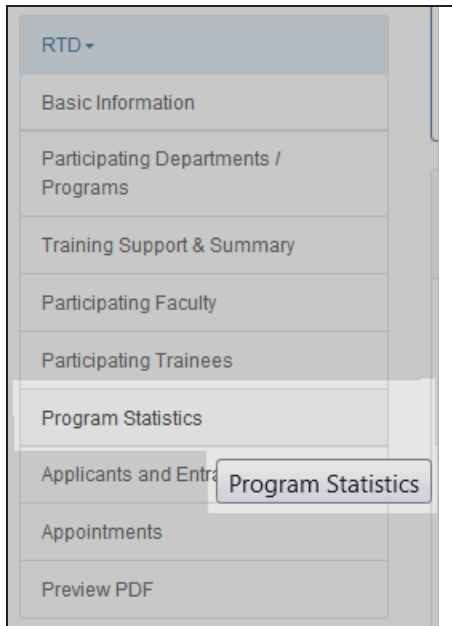 RTD
Basic Information
Participating Departments /
Programs
Training Support & Summary
Participating Faculty
Participating Trainees
Program Statistics
Applicants and
Program Statistics
Appointments
Preview PDF